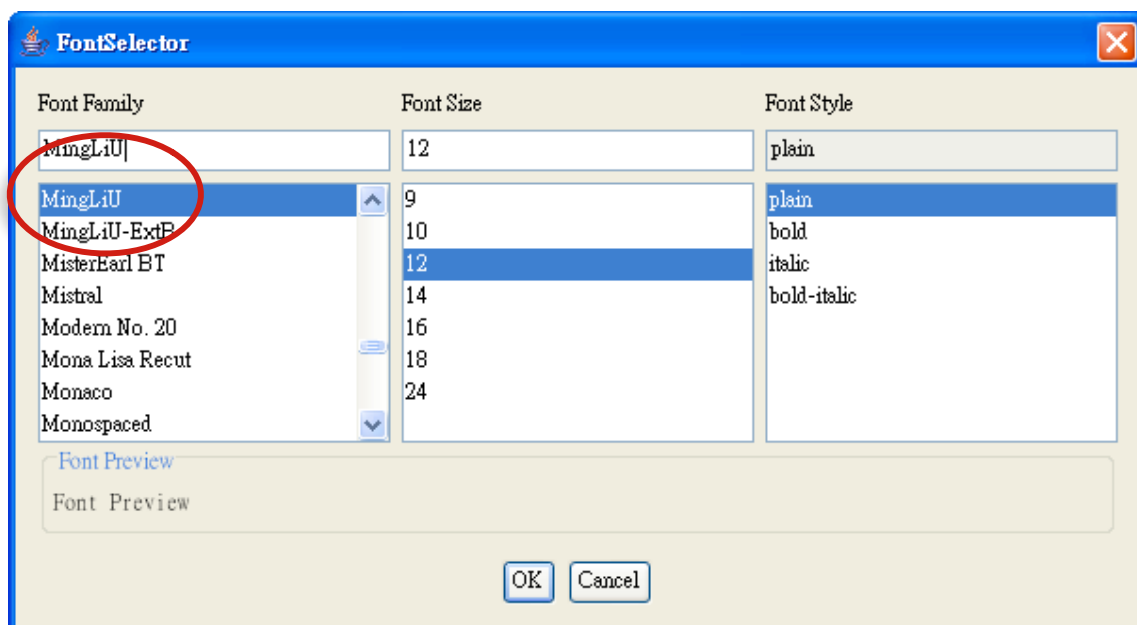 FontSelector
Font Family
Font Size
Font Style
MingLiU
12
plain
MingLiU
MingLiU-ExtB
MisterEarl BT
Mistral
Modern No. 20
Mona Lisa Recut
Monaco
Monospaced
9
10
12
14
16
18
24
plain
bold
italic
bold-italic
Font Preview
Font Preview
OK
Cancel